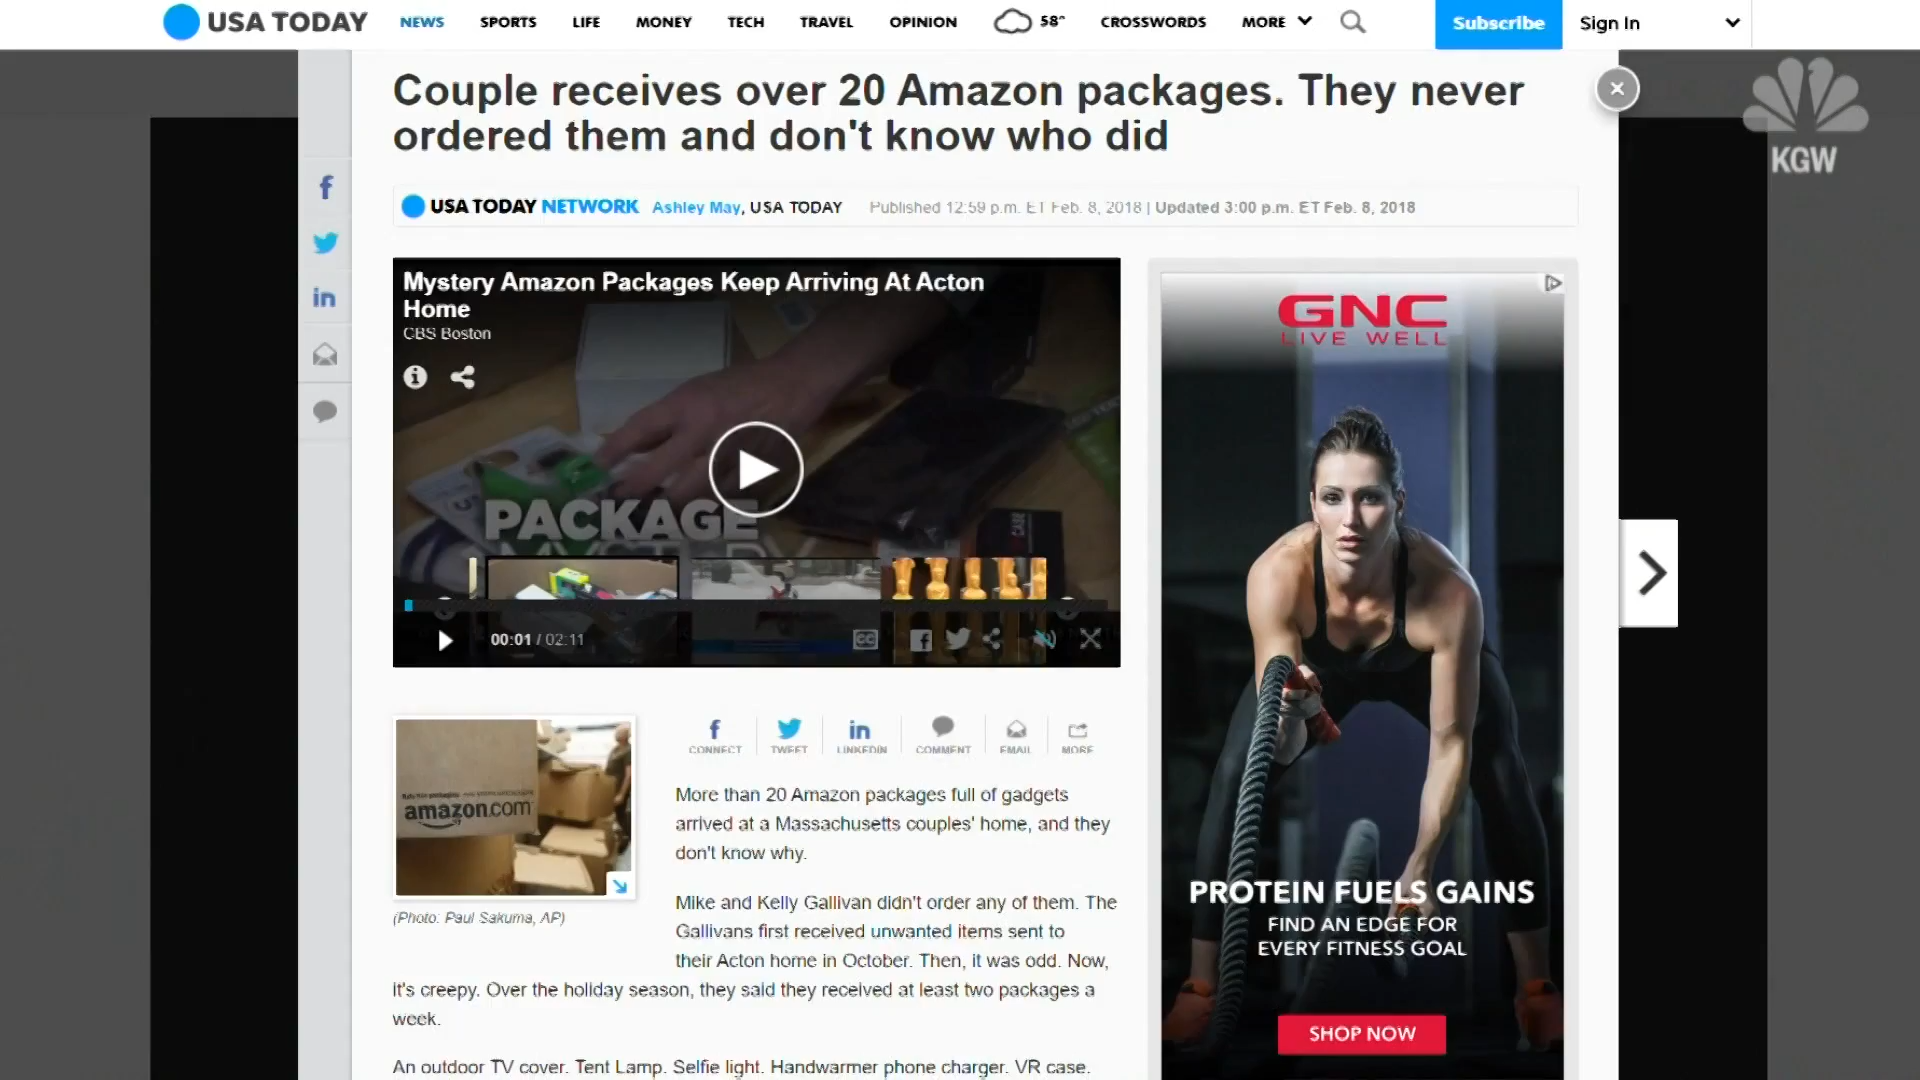 USA TODAY NEWS SPORTS LIFE MONEY TECH TRAVEL OPINION 58° CROSSWORDS MORE Subscribe Sign In
Couple receives over 20 Amazon packages. They never
ordered them and don't know who did
KGW
USA TODAY NETWORK Ashley May, USA TODAY Published 12:59 p.m. ET Feb. 8, 2018 | Updated 3:00 p.m. ET Feb. 8, 2018
Mystery Amazon Packages Keep Arriving At Acton
Home
CBS Boston
PACKAGE
MYSTERY
CASE
00:01 / 02:11
CC
GNC
LIVE WELL
PROTEIN FUELS GAINS
FIND AN EDGE FOR
EVERY FITNESS GOAL
SHOP NOW
amazon.com
(Photo: Paul Sakuma, AP)
CONNECT TWEET LINKEDIN COMMENT EMAIL MORE
More than 20 Amazon packages full of gadgets
arrived at a Massachusetts couples' home, and they
don't know why.
Mike and Kelly Gallivan didn't order any of them. The
Gallivans first received unwanted items sent to
their Acton home in October. Then, it was odd. Now,
it's creepy. Over the holiday season, they said they received at least two packages a
week.
An outdoor TV cover. Tent Lamp. Selfie light. Handwarmer phone charger. VR case.